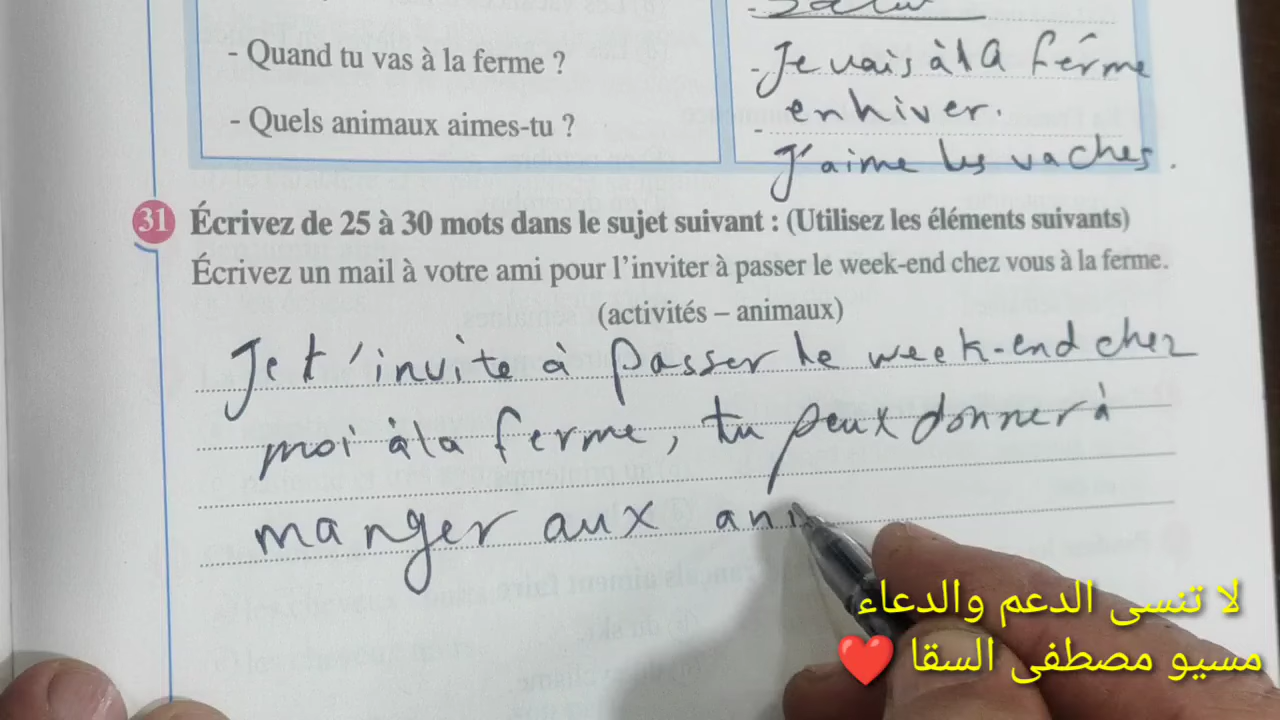 - Salut
- Quand tu vas à la ferme ?
- Je vais à la ferme
en hiver.
- Quels animaux aimes-tu ?
-
J'aime les vaches.
31 Écrivez de 25 à 30 mots dans le sujet suivant : (Utilisez les éléments suivants)
Écrivez un mail à votre ami pour l'inviter à passer le week-end chez vous à la ferme.
(activités – animaux)
Je t'invite à passer le week-end chez
moi à la ferme, tu peux donner à
manger aux ani
لا تنسى الدعم والدعاء
مسيو مصطفى السقا ❤️